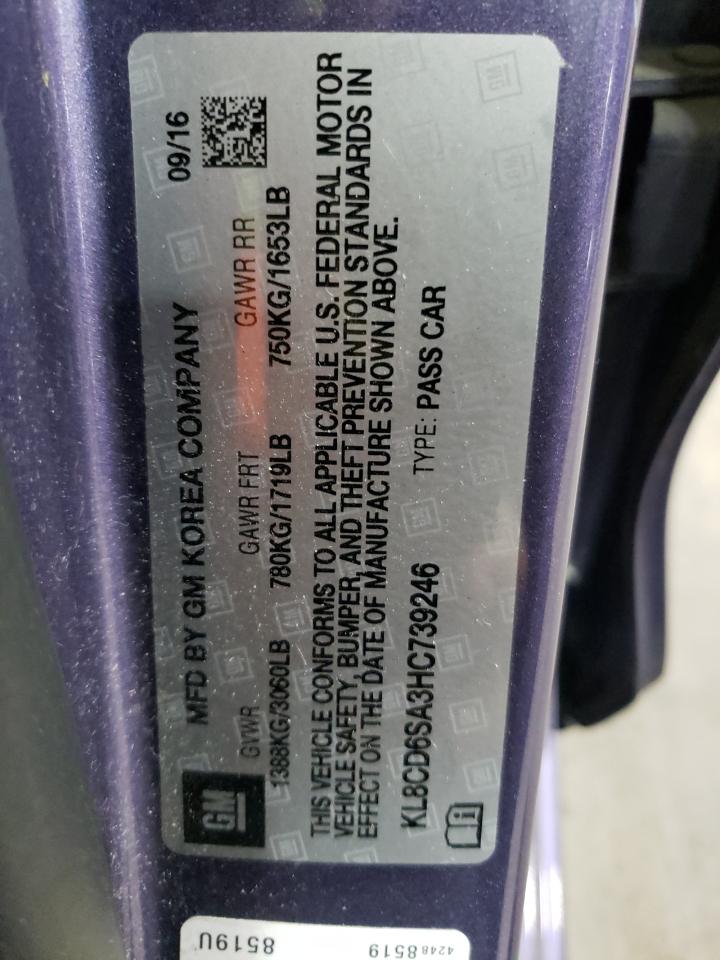 GM
MFD BY GM KOREA COMPANY 09/16
GVWR GAWR FRT GAWR RR
1388KG/3060LB 780KG/1719LB 750KG/1653LB
THIS VEHICLE CONFORMS TO ALL APPLICABLE U.S. FEDERAL MOTOR
VEHICLE SAFETY, BUMPER, AND THEFT PREVENTION STANDARDS IN
EFFECT ON THE DATE OF MANUFACTURE SHOWN ABOVE.
KL8CD6SA3HC739246 TYPE: PASS CAR
8519U
42488519